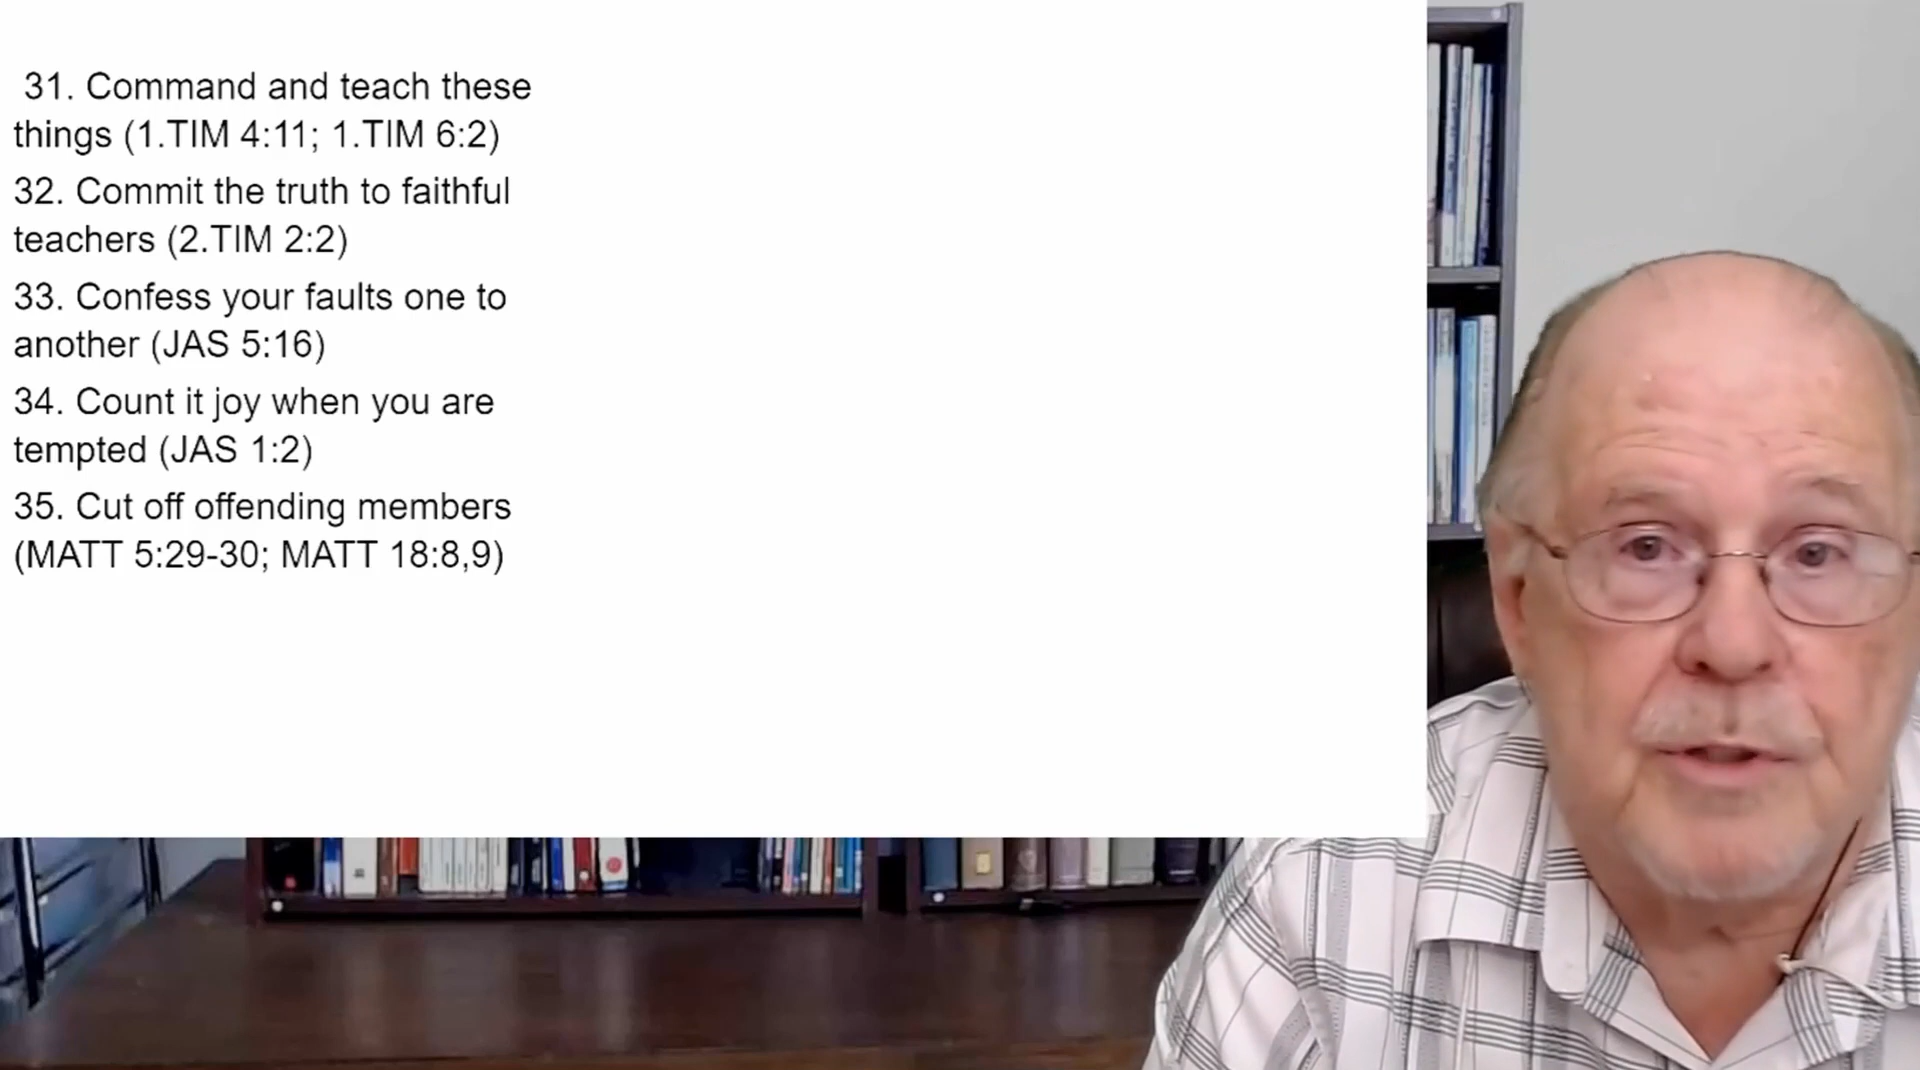 31. Command and teach these
things (1.TIM 4:11; 1.TIM 6:2)
32. Commit the truth to faithful
teachers (2.TIM 2:2)
33. Confess your faults one to
another (JAS 5:16)
34. Count it joy when you are
tempted (JAS 1:2)
35. Cut off offending members
(MATT 5:29-30; MATT 18:8,9)